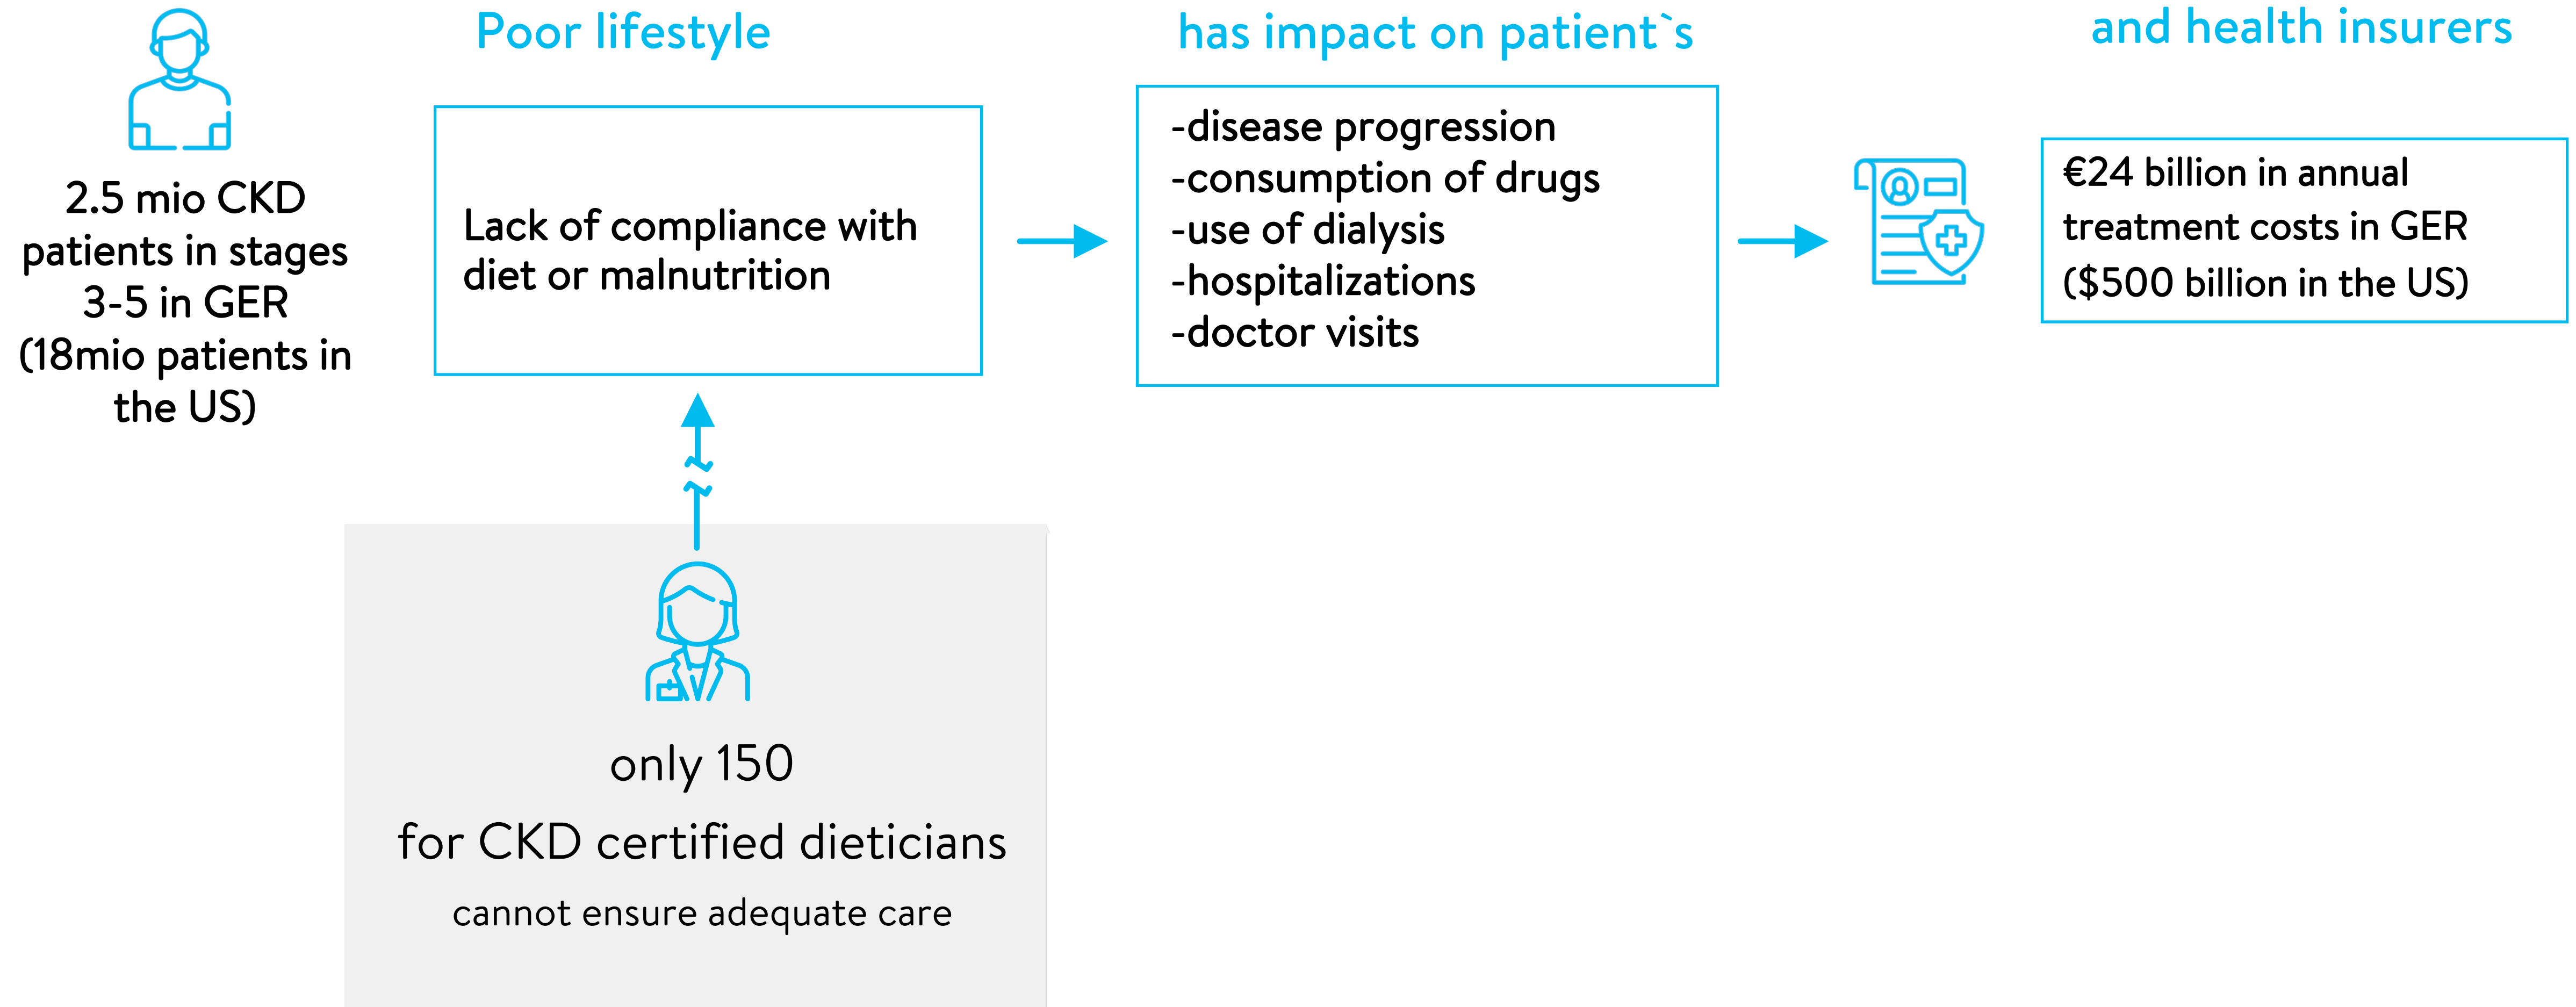 Poor lifestyle
has impact on patient`s
and health insurers
2.5 mio CKD
patients in stages
3-5 in GER
(18mio patients in
the US)
Lack of compliance with
diet or malnutrition
-disease progression
-consumption of drugs
-use of dialysis
-hospitalizations
-doctor visits
€24 billion in annual
treatment costs in GER
($500 billion in the US)
only 150
for CKD certified dieticians
cannot ensure adequate care